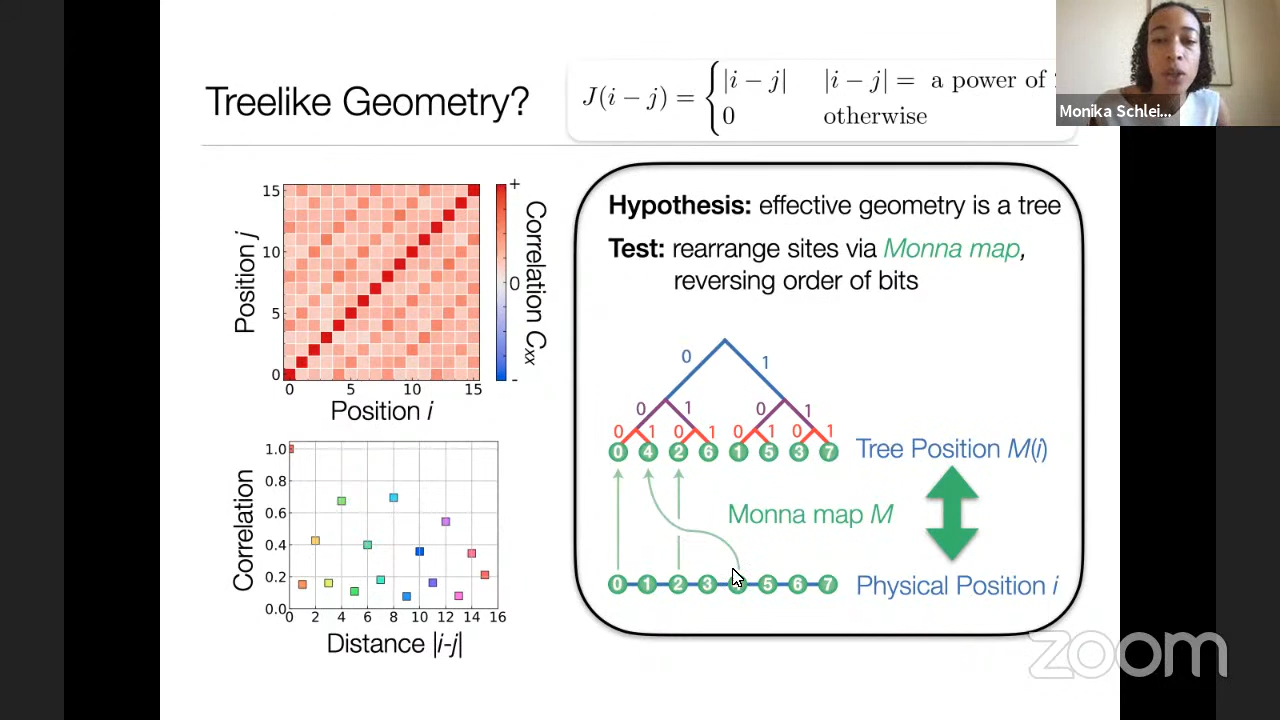 Treelike Geometry?
J(i − j) = { |i − j| |i − j| = a power of
0 otherwise
Monika Schlei...
15
10
5
0
0 5 10 15
Position j
Position i
+
0
-
Correlation Cxx
1.0
0.8
0.6
0.4
0.2
0.0
0 2 4 6 8 10 12 14 16
Correlation
Distance |i-j|
Hypothesis: effective geometry is a tree
Test: rearrange sites via Monna map,
reversing order of bits
0 1
0 1 0 1
0 1 0 1 0 1 0 1
0 4 2 6 1 5 3 7
Tree Position M(i)
Monna map M
0 1 2 3 4 5 6 7
Physical Position i
zoom